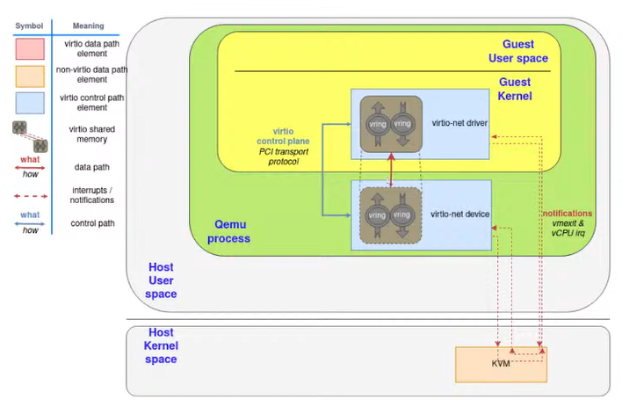 Symbol
Meaning
virtio data path
element
non-virtio data path
element
virtio control path
element
virtio shared
memory
what
how
data path
interrupts /
notifications
what
how
control path
Guest
User space
Guest
Kernel
vring
vring
virtio-net driver
virtio
control plane
PCI transport
protocol
vring
vring
virtio-net device
Qemu
process
notifications
vmexit &
vCPU irq
Host
User
space
Host
Kernel
space
KVM